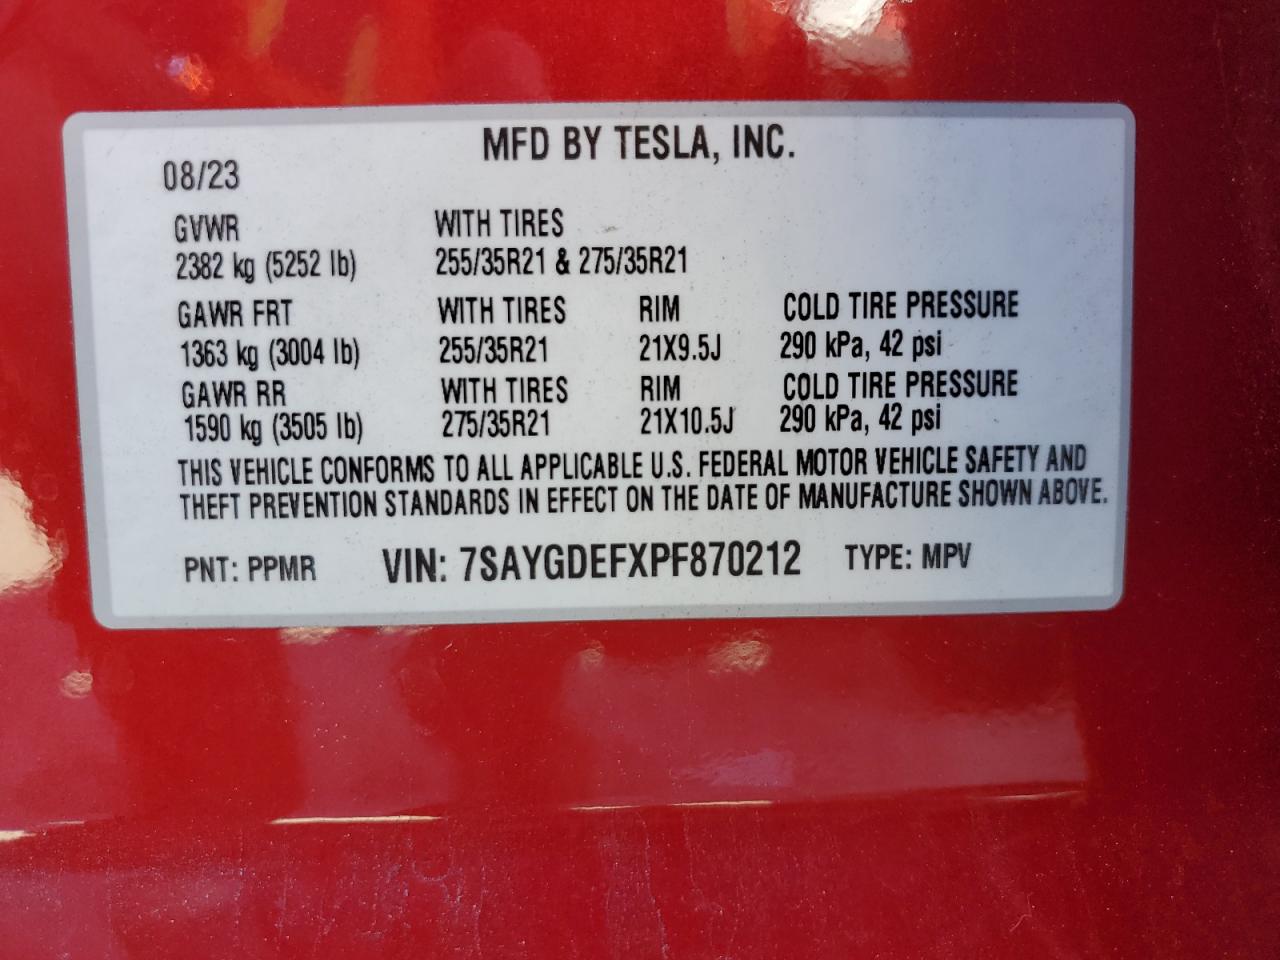 MFD BY TESLA, INC.
08/23
GVWR WITH TIRES
2382 kg (5252 lb) 255/35R21 & 275/35R21
GAWR FRT WITH TIRES RIM COLD TIRE PRESSURE
1363 kg (3004 lb) 255/35R21 21X9.5J 290 kPa, 42 psi
GAWR RR WITH TIRES RIM COLD TIRE PRESSURE
1590 kg (3505 lb) 275/35R21 21X10.5J 290 kPa, 42 psi
THIS VEHICLE CONFORMS TO ALL APPLICABLE U.S. FEDERAL MOTOR VEHICLE SAFETY AND
THEFT PREVENTION STANDARDS IN EFFECT ON THE DATE OF MANUFACTURE SHOWN ABOVE.
PNT: PPMR VIN: 7SAYGDEFXPF870212 TYPE: MPV